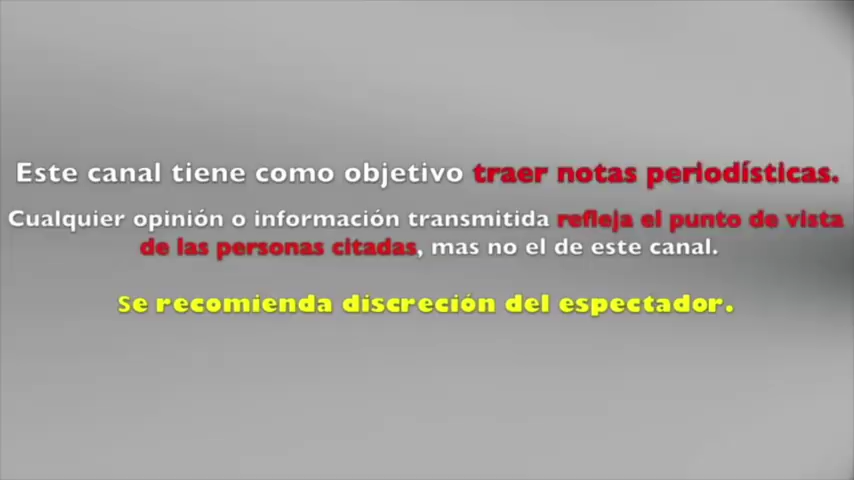 Este canal tiene como objetivo traer notas periodísticas.
Cualquier opinión o información transmitida refleja el punto de vista
de las personas citadas, mas no el de este canal.
Se recomienda discreción del espectador.